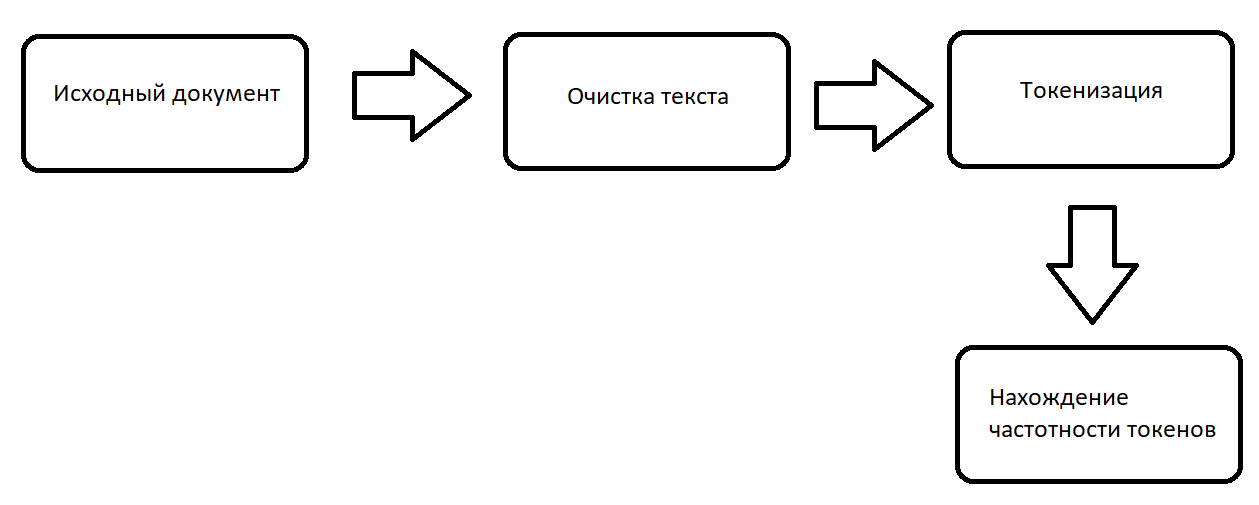 Исходный документ
Очистка текста
Токенизация
Нахождение
частотности токенов